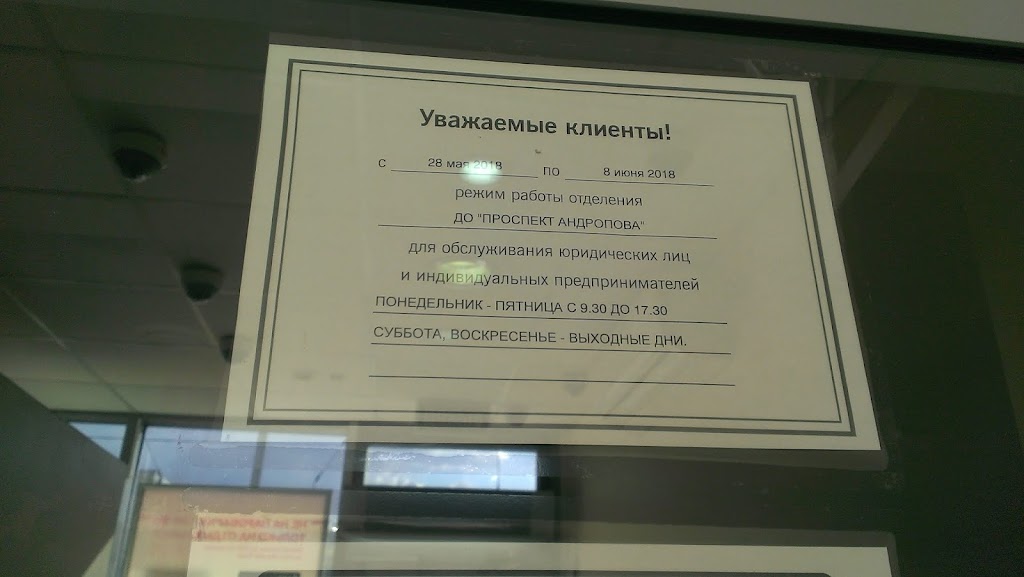 Уважаемые клиенты!
с 28 мая 2018 по 8 июня 2018
режим работы отделения
ДО "ПРОСПЕКТ АНДРОПОВА"
для обслуживания юридических лиц
и индивидуальных предпринимателей
ПОНЕДЕЛЬНИК - ПЯТНИЦА С 9.30 ДО 17.30
СУББОТА, ВОСКРЕСЕНЬЕ - ВЫХОДНЫЕ ДНИ.